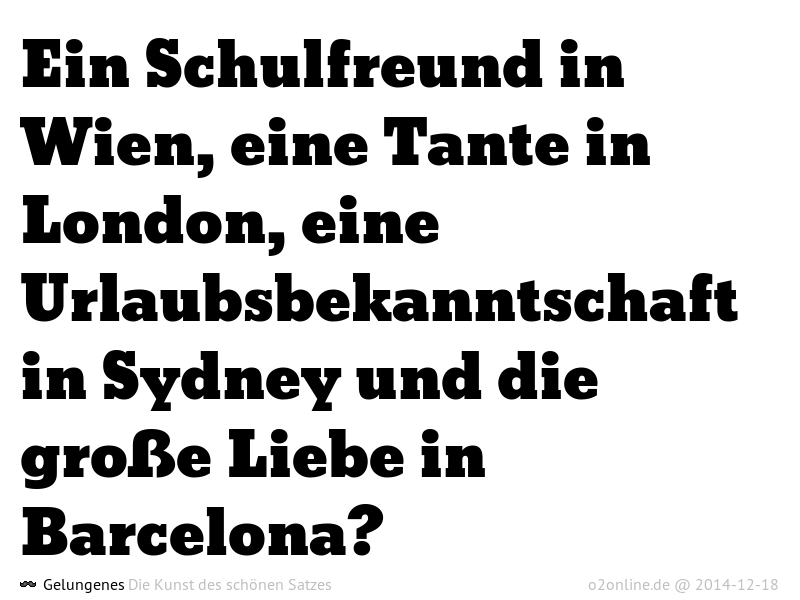 Ein Schulfreund in
Wien, eine Tante in
London, eine
Urlaubsbekanntschaft
in Sydney und die
große Liebe in
Barcelona?
Gelungenes Die Kunst des schönen Satzes o2online.de @ 2014-12-18